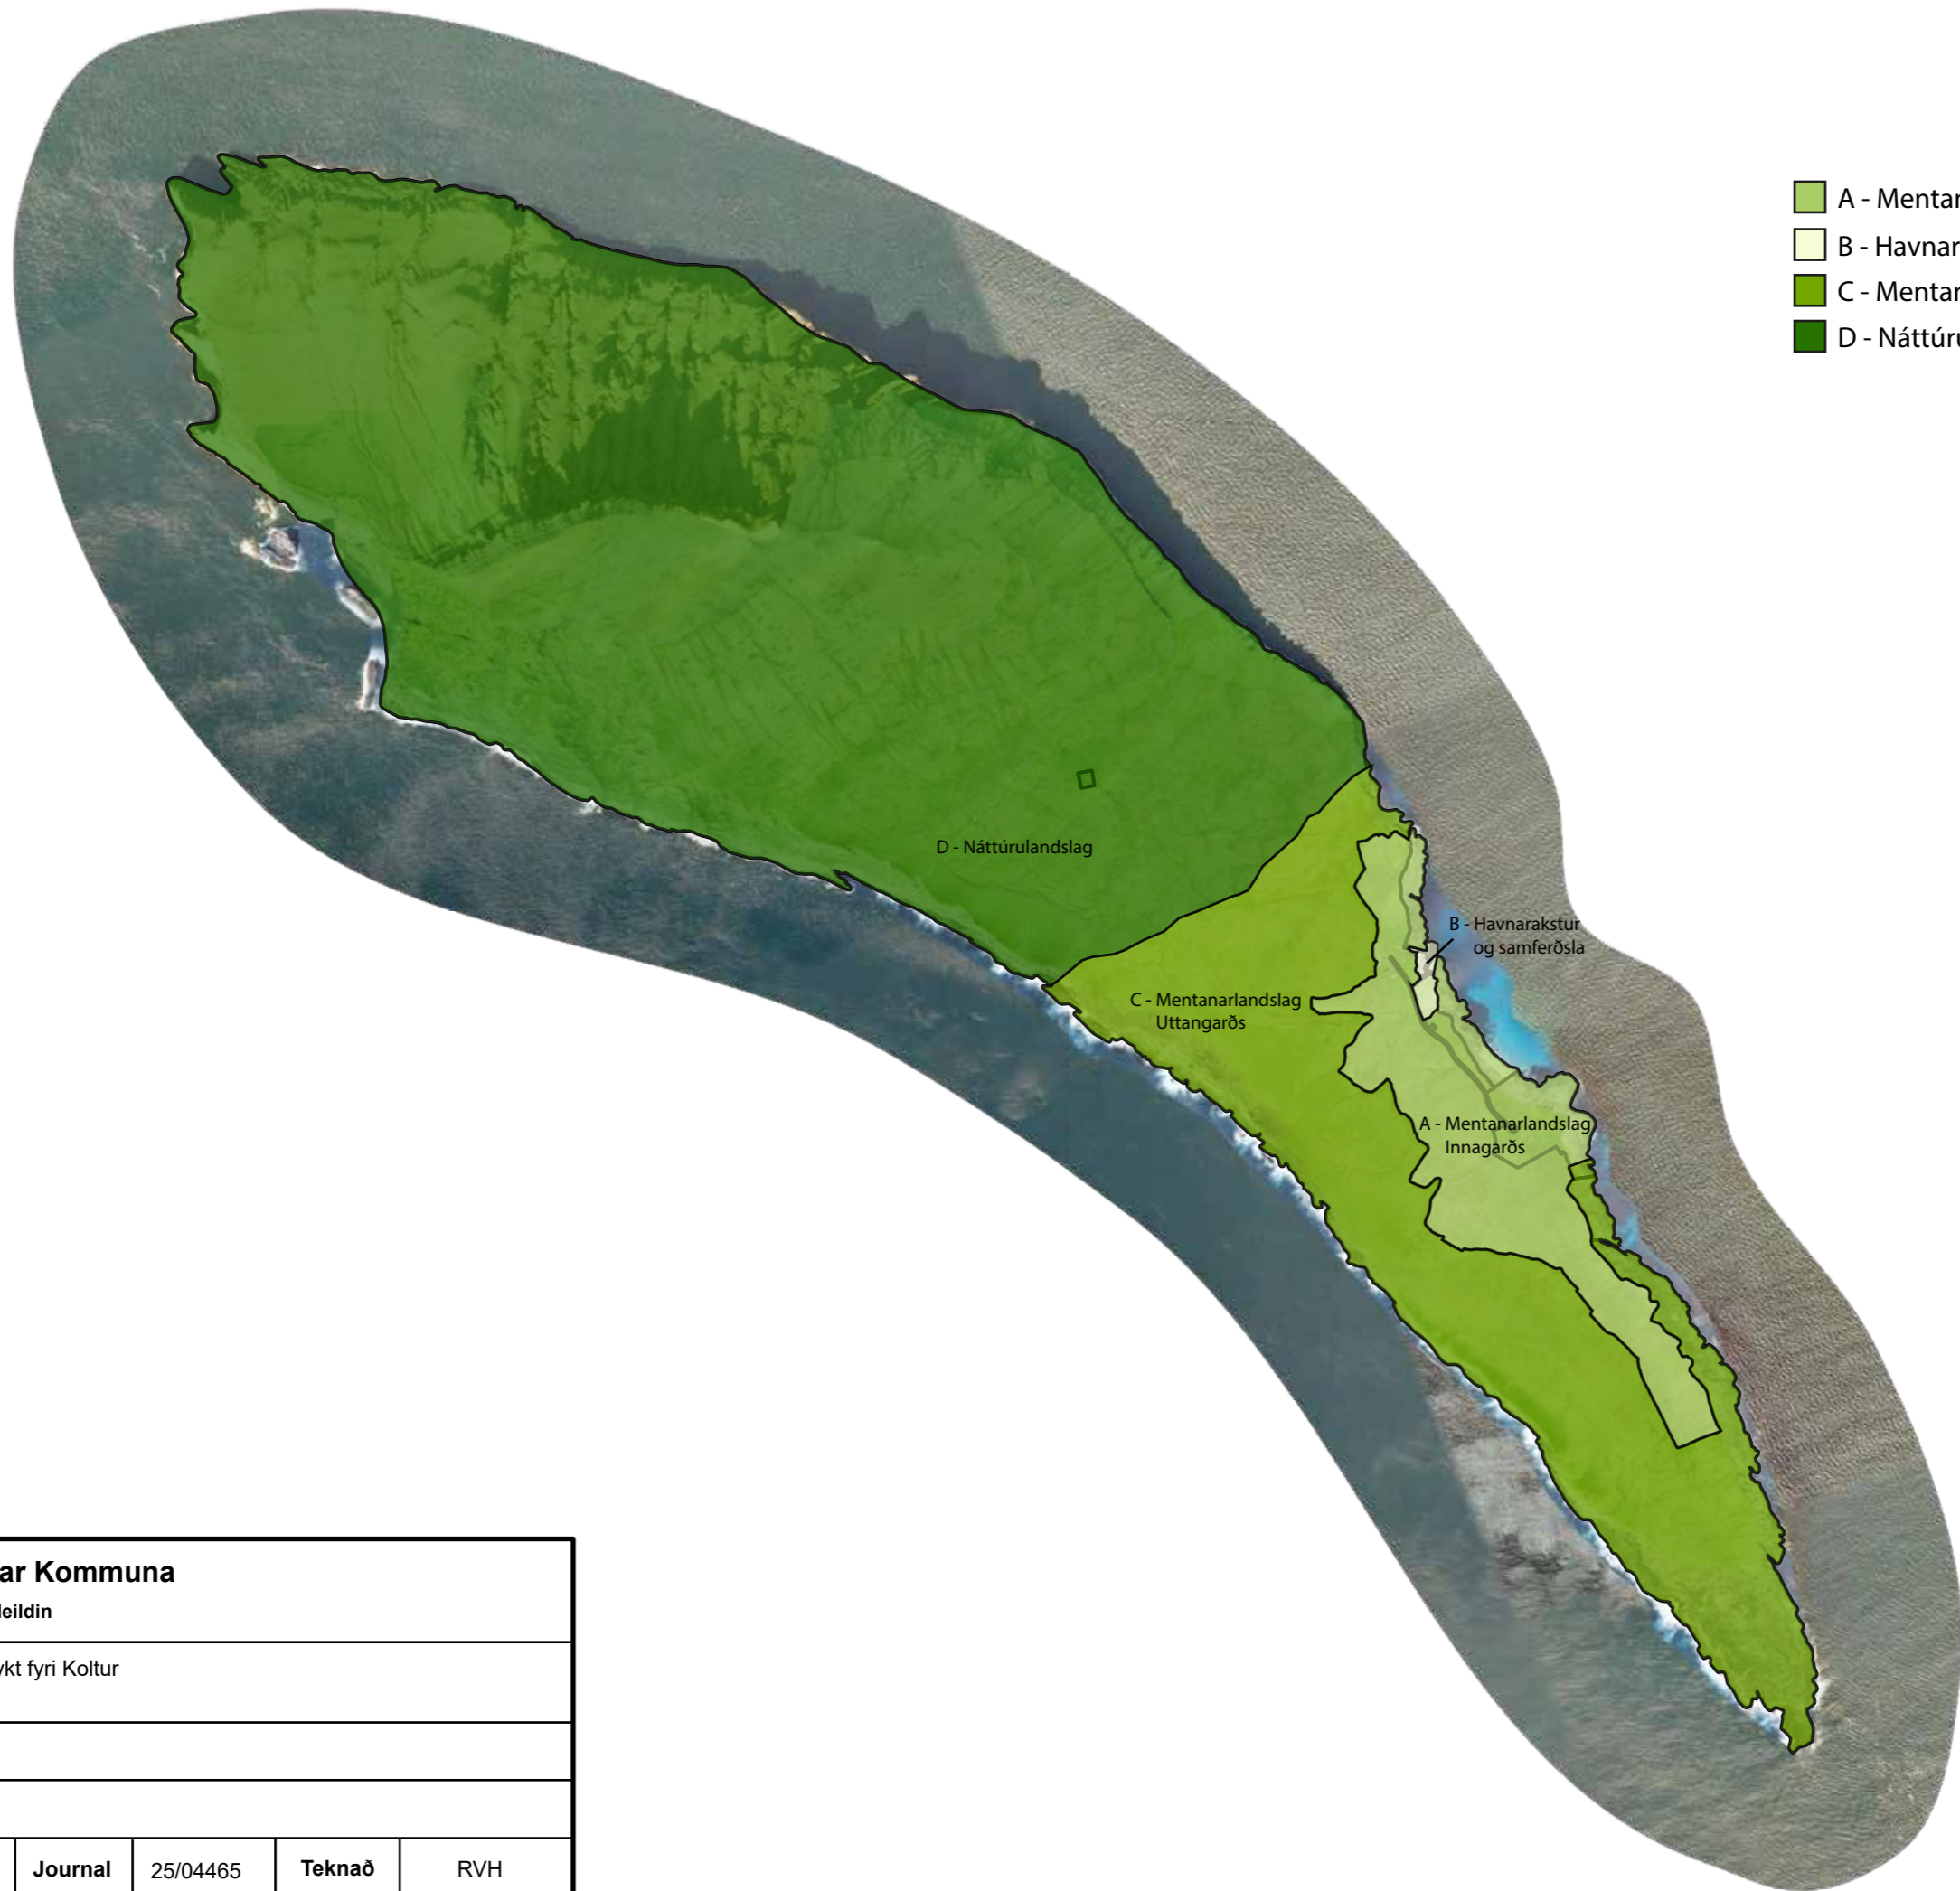 A - Mentar
B - Havnar
C - Mentar
D - Náttúru
D - Náttúrulandslag
B - Havnarakstur
og samferðsla
C - Mentanarlandslag
Uttangarðs
A - Mentanarlandslag
Innagarðs
ar Kommuna
leildin
kt fyri Koltur
Journal 25/04465 Teknað RVH